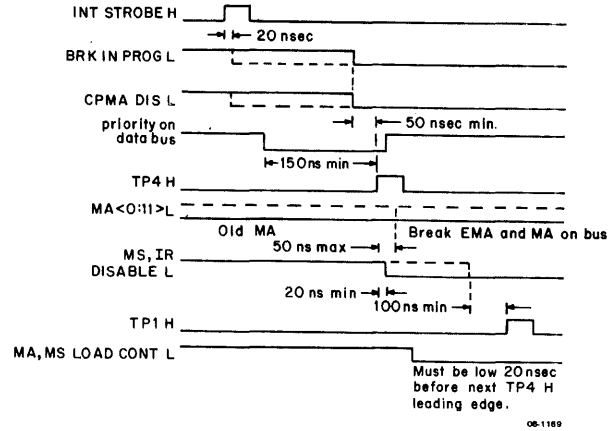 INT STROBE H
20 nsec
BRK IN PROG L
CPMA DIS L
priority on
data bus
50 nsec min.
150ns min
TP4 H
MA<0:11>L
Old MA
Break EMA and MA on bus
50 ns max
MS, IR
DISABLE L
20 ns min
100ns min
TP1 H
MA, MS LOAD CONT L
Must be low 20nsec
before next TP4 H
leading edge.
08-1169